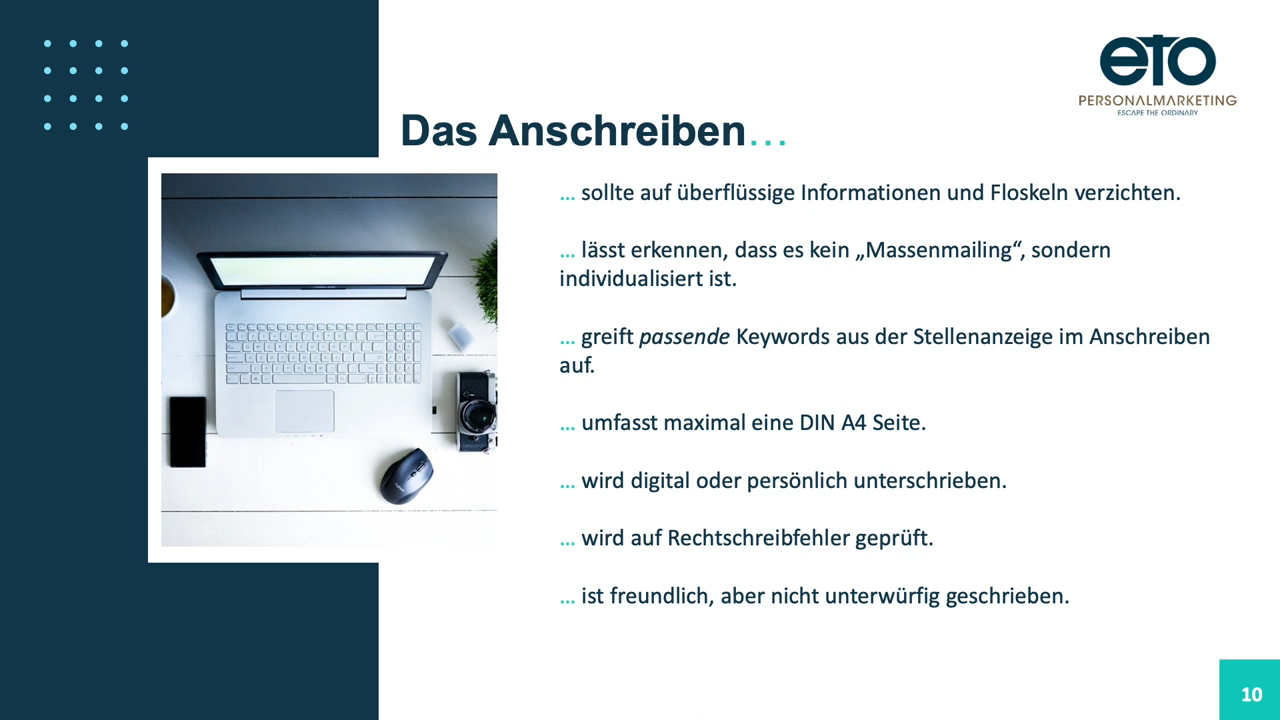 eTO
PERSONALMARKETING
ESCAPE THE ORDINARY
Das Anschreiben...
... sollte auf überflüssige Informationen und Floskeln verzichten.
... lässt erkennen, dass es kein „Massenmailing“, sondern
individualisiert ist.
... greift passende Keywords aus der Stellenanzeige im Anschreiben
auf.
... umfasst maximal eine DIN A4 Seite.
... wird digital oder persönlich unterschrieben.
... wird auf Rechtschreibfehler geprüft.
... ist freundlich, aber nicht unterwürfig geschrieben.
10